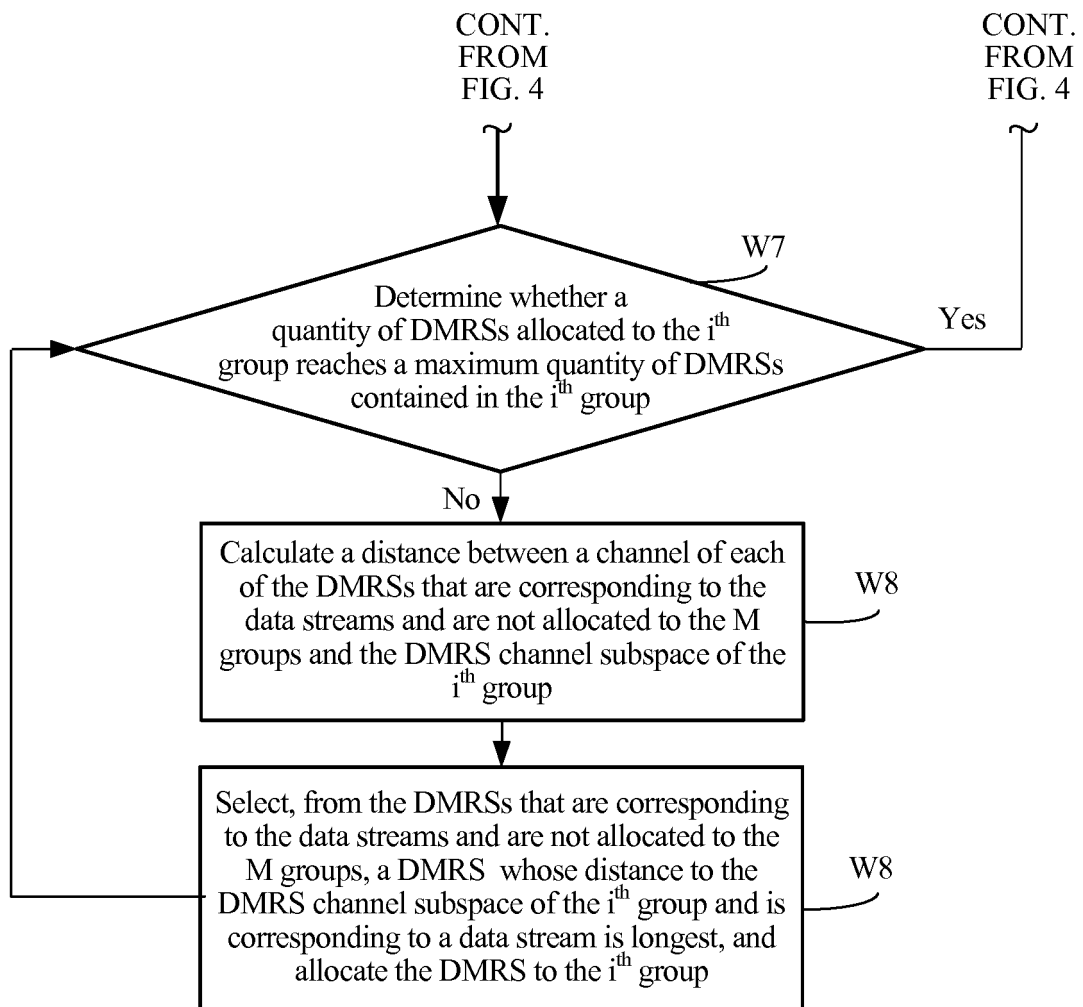 CONT.
FROM
FIG. 4
CONT.
FROM
FIG. 4
W7
Determine whether a
quantity of DMRSs allocated to the ith
group reaches a maximum quantity of DMRSs
contained in the ith group
Yes
No
Calculate a distance between a channel of each
of the DMRSs that are corresponding to the
data streams and are not allocated to the M
groups and the DMRS channel subspace of the
ith group
W8
Select, from the DMRSs that are corresponding
to the data streams and are not allocated to the
M groups, a DMRS whose distance to the
DMRS channel subspace of the ith group and is
corresponding to a data stream is longest, and
allocate the DMRS to the ith group
W8